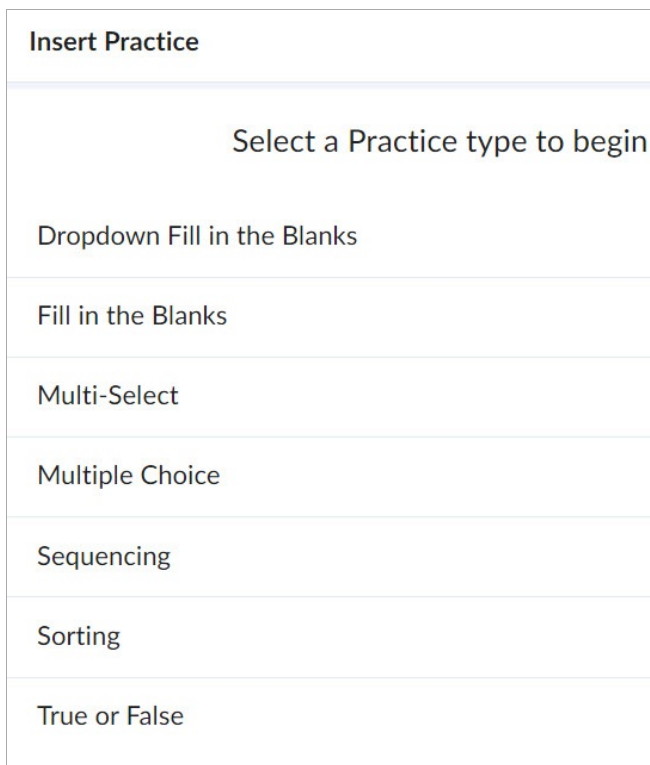 Insert Practice
Select a Practice type to begin
Dropdown Fill in the Blanks
Fill in the Blanks
Multi-Select
Multiple Choice
Sequencing
Sorting
True or False